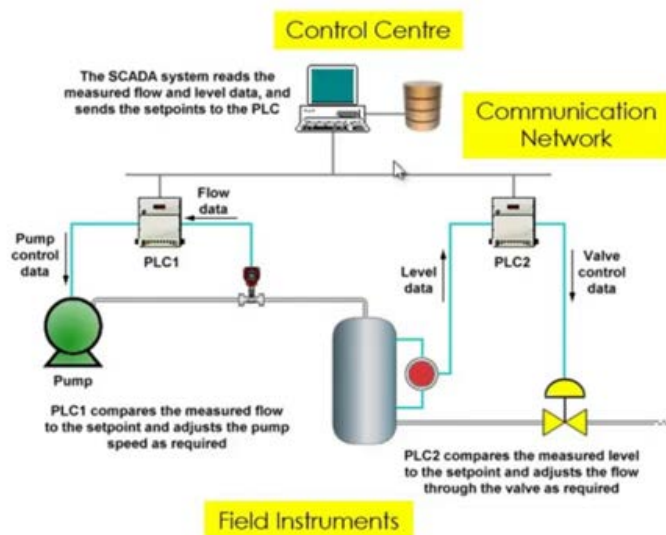 Control Centre
The SCADA system reads the
measured flow and level data, and
sends the setpoints to the PLC
Communication
Network
Flow
data
Pump
control
data
PLC1
Level
data
PLC2
Valve
control
data
Pump
PLC1 compares the measured flow
to the setpoint and adjusts the pump
speed as required
PLC2 compares the measured level
to the setpoint and adjusts the flow
through the valve as required
Field Instruments